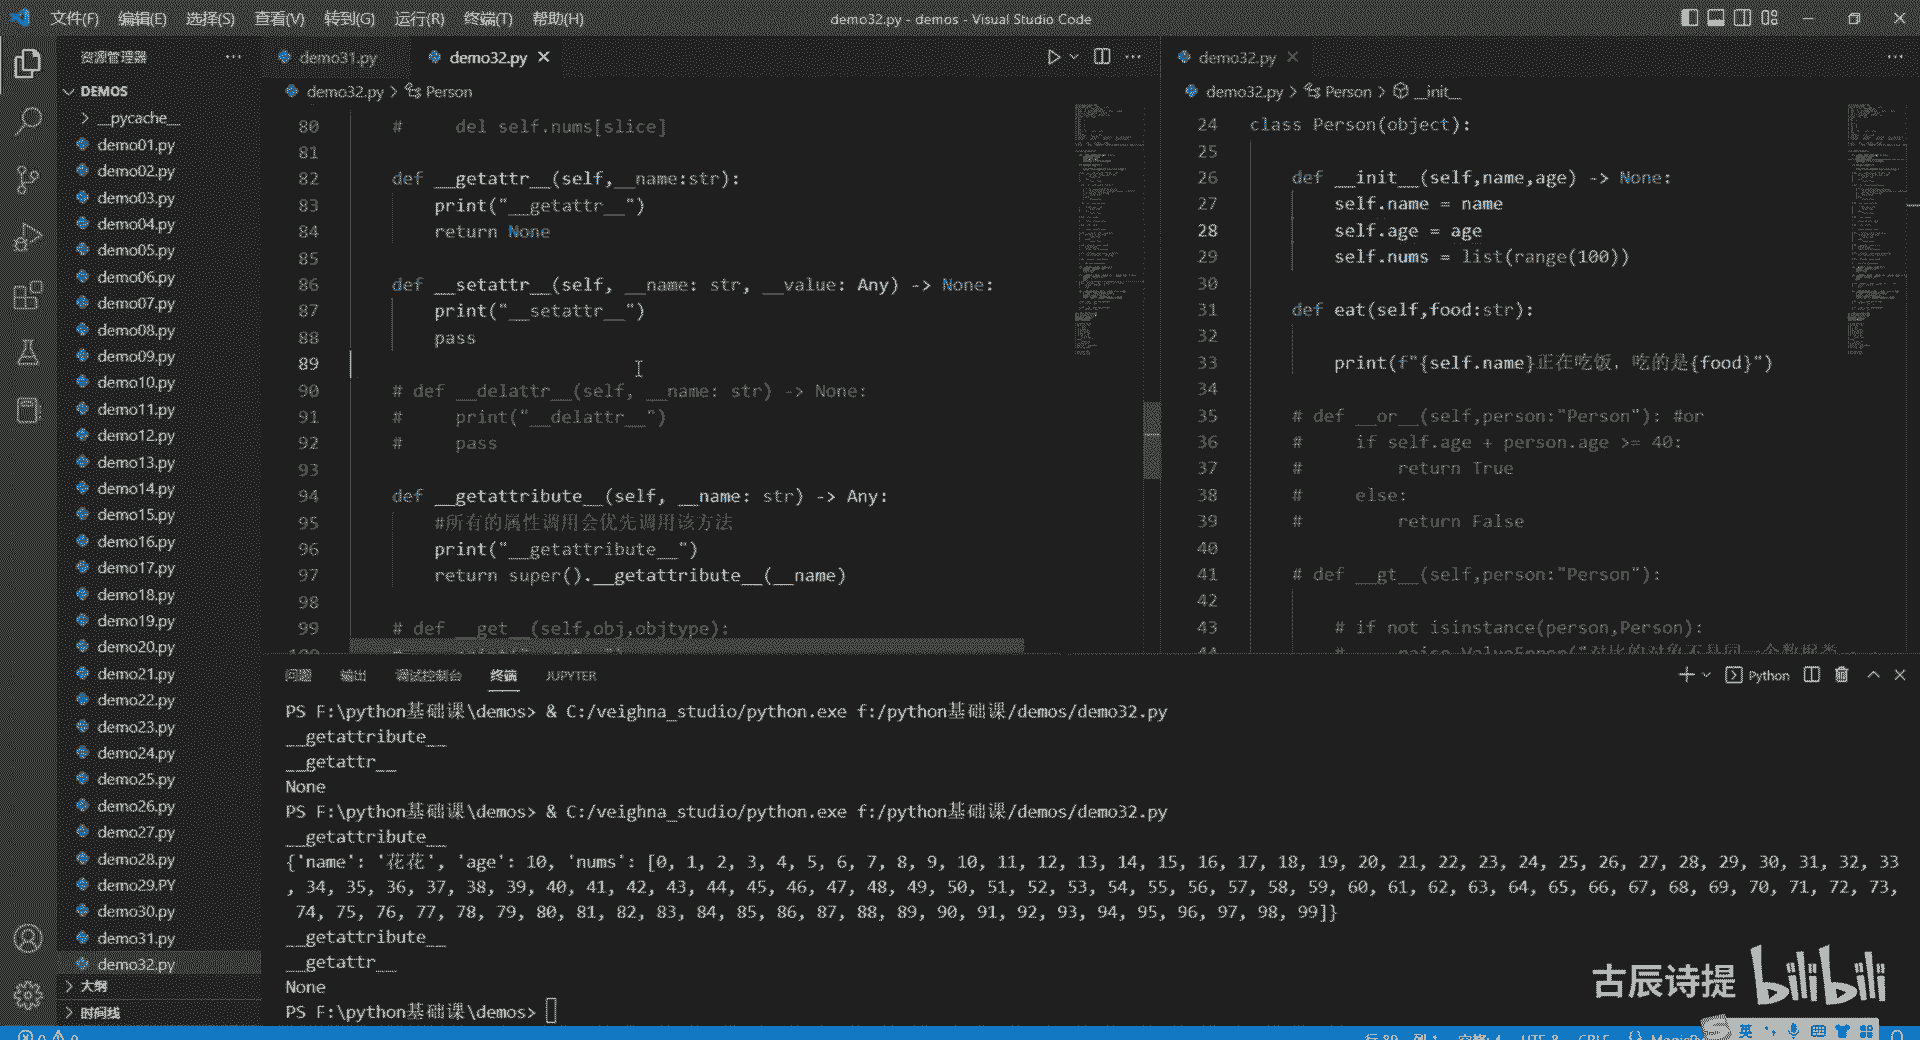 文件(F) 编辑(E) 选择(S) 查看(V) 转到(G) 运行(R) 终端(T) 帮助(H)
demo32.py - demos - Visual Studio Code
资源管理器
DEMOS
__pycache__
demo01.py
demo02.py
demo03.py
demo04.py
demo05.py
demo06.py
demo07.py
demo08.py
demo09.py
demo10.py
demo11.py
demo12.py
demo13.py
demo14.py
demo15.py
demo16.py
demo17.py
demo18.py
demo19.py
demo20.py
demo21.py
demo22.py
demo23.py
demo24.py
demo25.py
demo26.py
demo27.py
demo28.py
demo29.PY
demo30.py
demo31.py
demo32.py
大纲
时间线
demo31.py demo32.py
demo32.py > Person
80 # del self.nums[slice]
81
82 def __getattr__(self,__name:str):
83 print("__getattr__")
84 return None
85
86 def __setattr__(self, __name: str, __value: Any) -> None:
87 print("__setattr__")
88 pass
89
90 # def __delattr__(self, __name: str) -> None:
91 # print("__delattr__")
92 # pass
93
94 def __getattribute__(self, __name: str) -> Any:
95 #所有的属性调用会优先调用该方法
96 print("__getattribute__")
97 return super().__getattribute__(__name)
98
99 # def __get__(self,obj,objtype):
demo32.py
demo32.py > Person > __init__
24 class Person(object):
25
26 def __init__(self,name,age) -> None:
27 self.name = name
28 self.age = age
29 self.nums = list(range(100))
30
31 def eat(self,food:str):
32
33 print(f"{self.name}正在吃饭，吃的是{food}")
34
35 # def __or__(self,person:"Person"): #or
36 # if self.age + person.age >= 40:
37 # return True
38 # else:
39 # return False
40
41 # def __gt__(self,person:"Person"):
42
43 # if not isinstance(person,Person):
44 # raise ValueError("对比的对象不是同一个数据类
问题 输出 调试控制台 终端 JUPYTER
Python
PS F:\python基础课\demos> & C:/veighna_studio/python.exe f:/python基础课/demos/demo32.py
__getattribute__
__getattr__
None
PS F:\python基础课\demos> & C:/veighna_studio/python.exe f:/python基础课/demos/demo32.py
__getattribute__
{'name': '花花', 'age': 10, 'nums': [0, 1, 2, 3, 4, 5, 6, 7, 8, 9, 10, 11, 12, 13, 14, 15, 16, 17, 18, 19, 20, 21, 22, 23, 24, 25, 26, 27, 28, 29, 30, 31, 32, 33
, 34, 35, 36, 37, 38, 39, 40, 41, 42, 43, 44, 45, 46, 47, 48, 49, 50, 51, 52, 53, 54, 55, 56, 57, 58, 59, 60, 61, 62, 63, 64, 65, 66, 67, 68, 69, 70, 71, 72, 73,
74, 75, 76, 77, 78, 79, 80, 81, 82, 83, 84, 85, 86, 87, 88, 89, 90, 91, 92, 93, 94, 95, 96, 97, 98, 99]}
__getattribute__
__getattr__
None
PS F:\python基础课\demos>
古辰诗提 bilibili
英